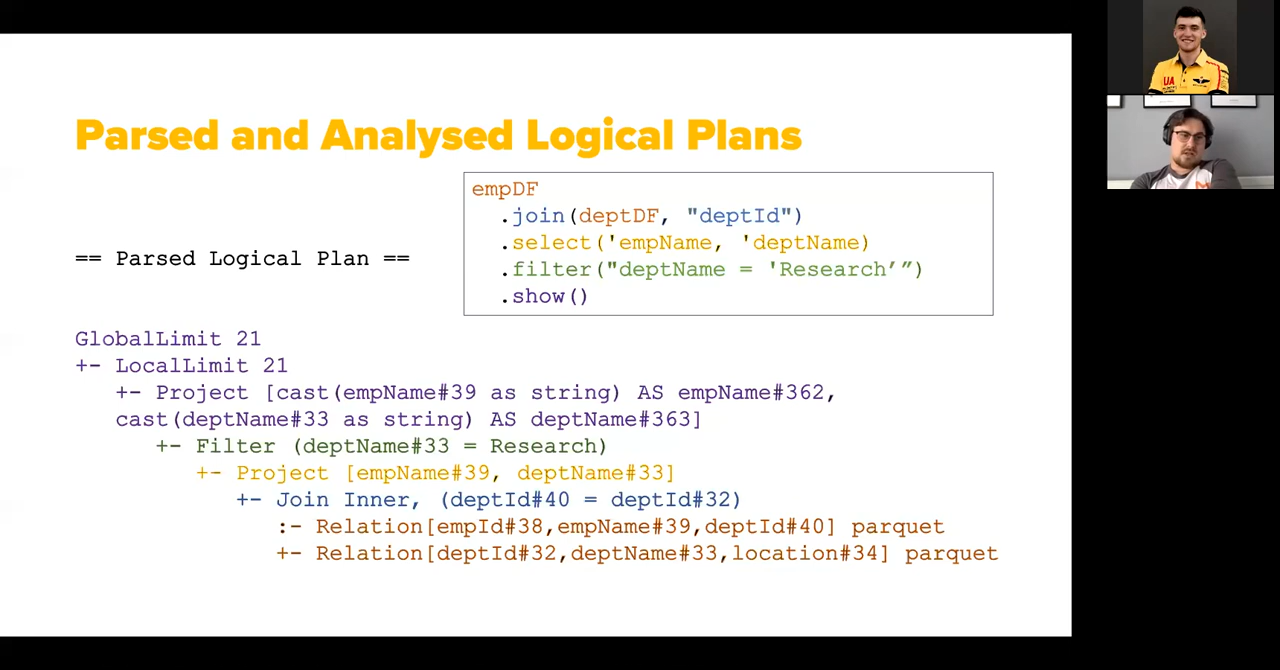 Parsed and Analysed Logical Plans
empDF
.join(deptDF, "deptId")
.select('empName, 'deptName)
.filter("deptName = 'Research’”)
.show()
== Parsed Logical Plan ==
GlobalLimit 21
+- LocalLimit 21
+- Project [cast(empName#39 as string) AS empName#362,
cast(deptName#33 as string) AS deptName#363]
+- Filter (deptName#33 = Research)
+- Project [empName#39, deptName#33]
+- Join Inner, (deptId#40 = deptId#32)
:- Relation[empId#38,empName#39,deptId#40] parquet
+- Relation[deptId#32,deptName#33,location#34] parquet
UA